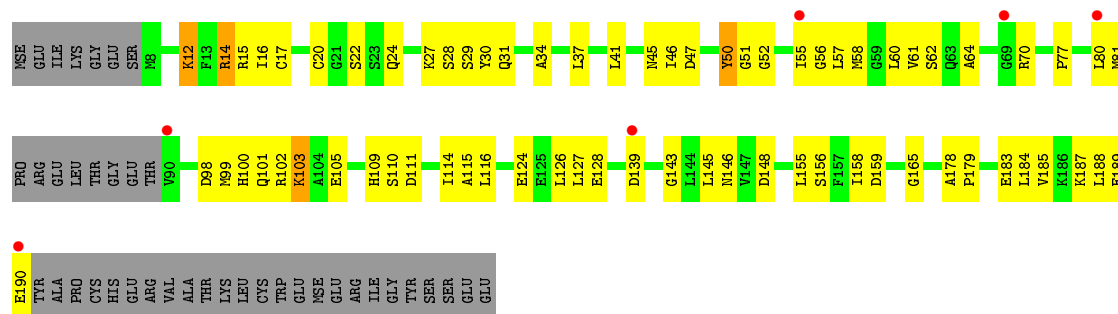 MSE GLU ILE LYS GLY GLU SER M8 K12 F13 R14 R15 I16 C17 C20 G21 S22 S23 Q24 K27 S28 S29 Y30 Q31 A34 L37 L41 N45 I46 D47 Y50 G51 G52 I55 G56 L57 M58 G59 L60 V61 S62 Q63 A64 G69 R70 P77 L80 M81
PRO ARG GLU LEU THR GLY GLU THR V90 D98 M99 H100 Q101 R102 K103 A104 E105 H109 S110 D111 I114 A115 L116 E124 E125 L126 L127 E128 D139 G143 L144 L145 N146 V147 D148 L155 S156 F157 I158 D159 G165 A178 P179 E183 L184 V185 K186 K187 L188
E190 TYR ALA PRO CYS HIS GLU ARG VAL ALA THR LYS LEU CYS TRP GLU MSE GLU ARG ILE GLY TYR SER SER GLU GLU